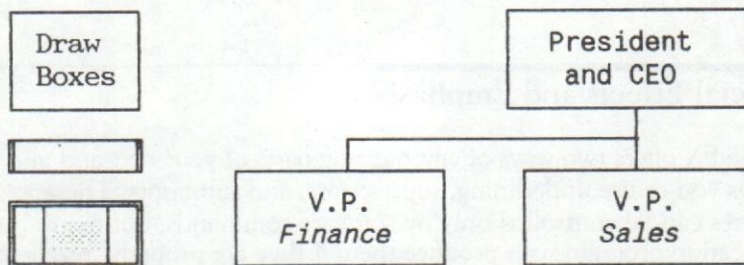 Draw
Boxes
President
and CEO
V.P.
Finance
V.P.
Sales